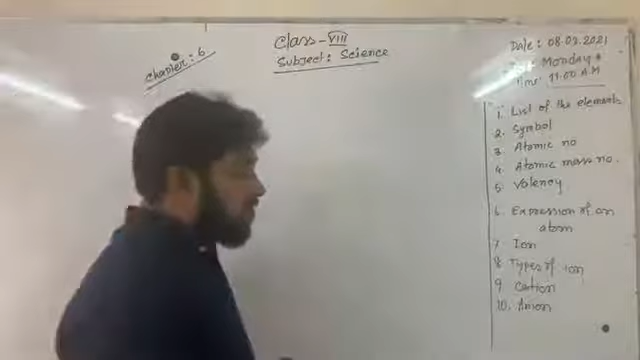 Chapter: 6
Class - VIII
Subject: Science
Date: 08.02.2021
Monday
Time: 11.00 AM
1. List of the elements
2. Symbol
3. Atomic no
4. Atomic mass no.
5. Valency
6. Expression of an
atom
7. Ion
8. Types of ion
9. Cation
10. Anion